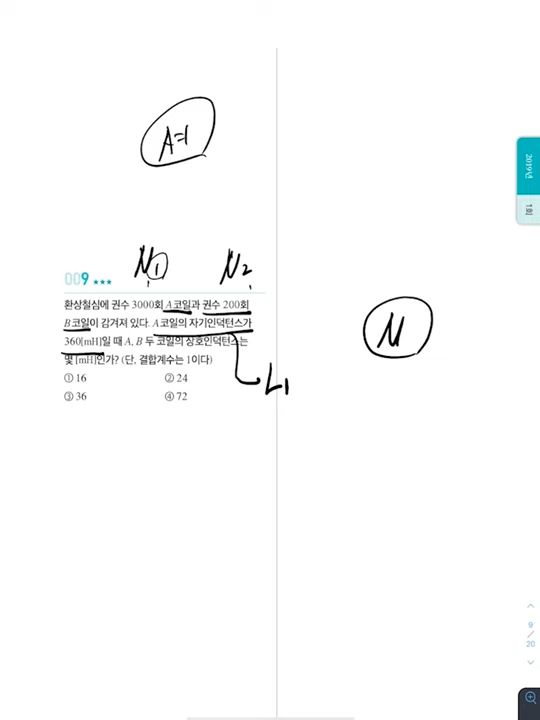 A=1
2019년
1회
N1 N2
009 ★★★
환상철심에 권수 3000회 A코일과 권수 200회
B코일이 감겨져 있다. A코일의 자기인덕턴스가
360[mH]일 때 A, B 두 코일의 상호인덕턴스는
몇 [mH]인가? (단, 결합계수는 1이다)
① 16 ② 24
③ 36 ④ 72
L1
M
9
/
20